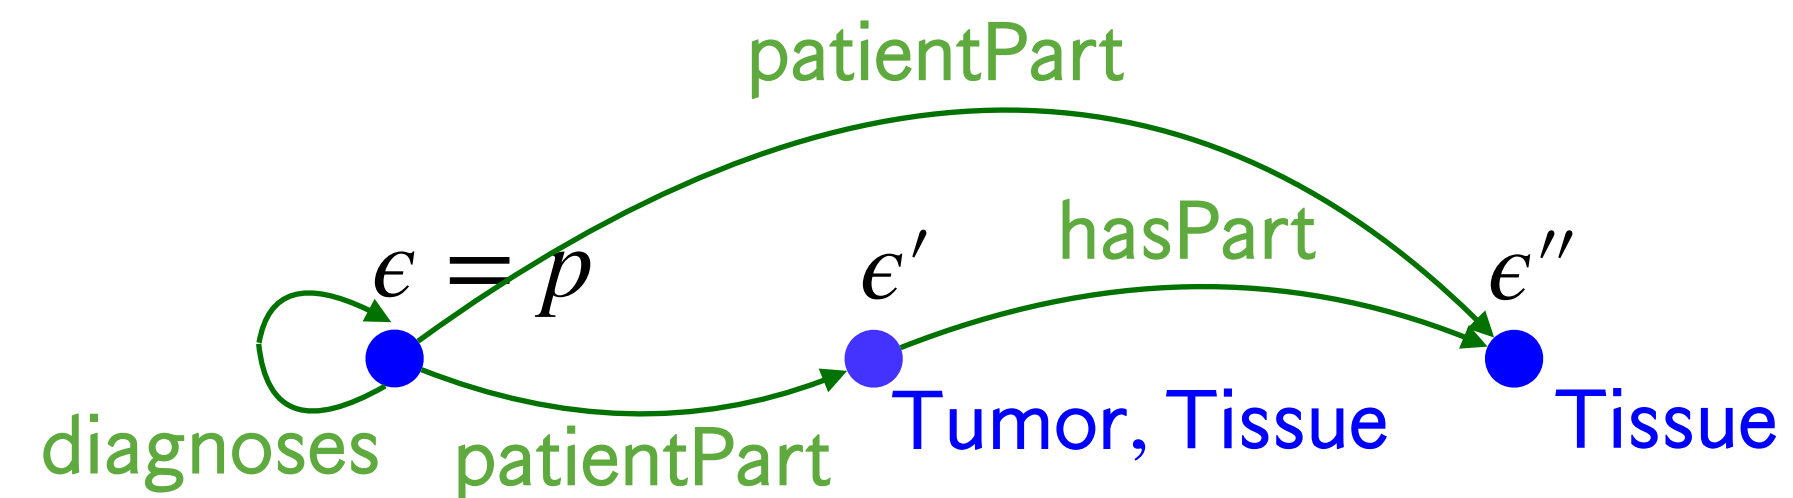 patientPart
hasPart
ϵ = p
ϵ′
ϵ′′
Tumor, Tissue
Tissue
diagnoses
patientPart